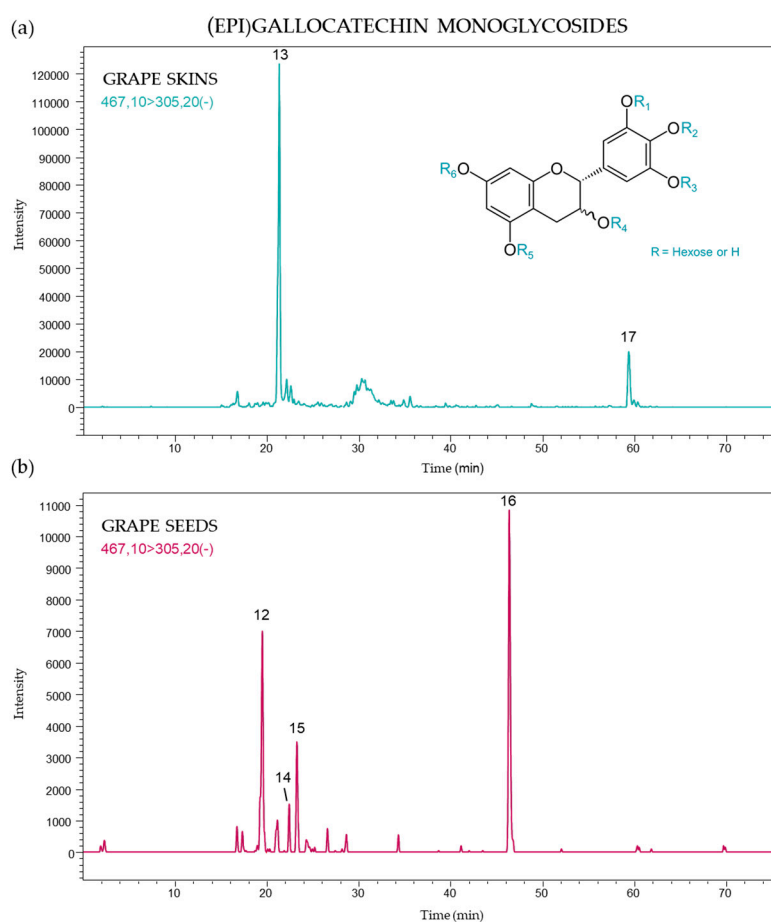 (a)
(EPI)GALLOCATECHIN MONOGLYCOSIDES
13
GRAPE SKINS
467,10>305,20(-)
120000
110000
100000
90000
80000
70000
60000
50000
40000
30000
20000
10000
0
Intensity
OR1
OR2
OR3
O
R6O
OR4
OR5
R = Hexose or H
17
10
20
30
40
50
60
70
Time (min)
(b)
16
GRAPE SEEDS
467,10>305,20(-)
11000
10000
9000
8000
7000
6000
5000
4000
3000
2000
1000
0
Intensity
12
15
14
10
20
30
40
50
60
70
Time (min)